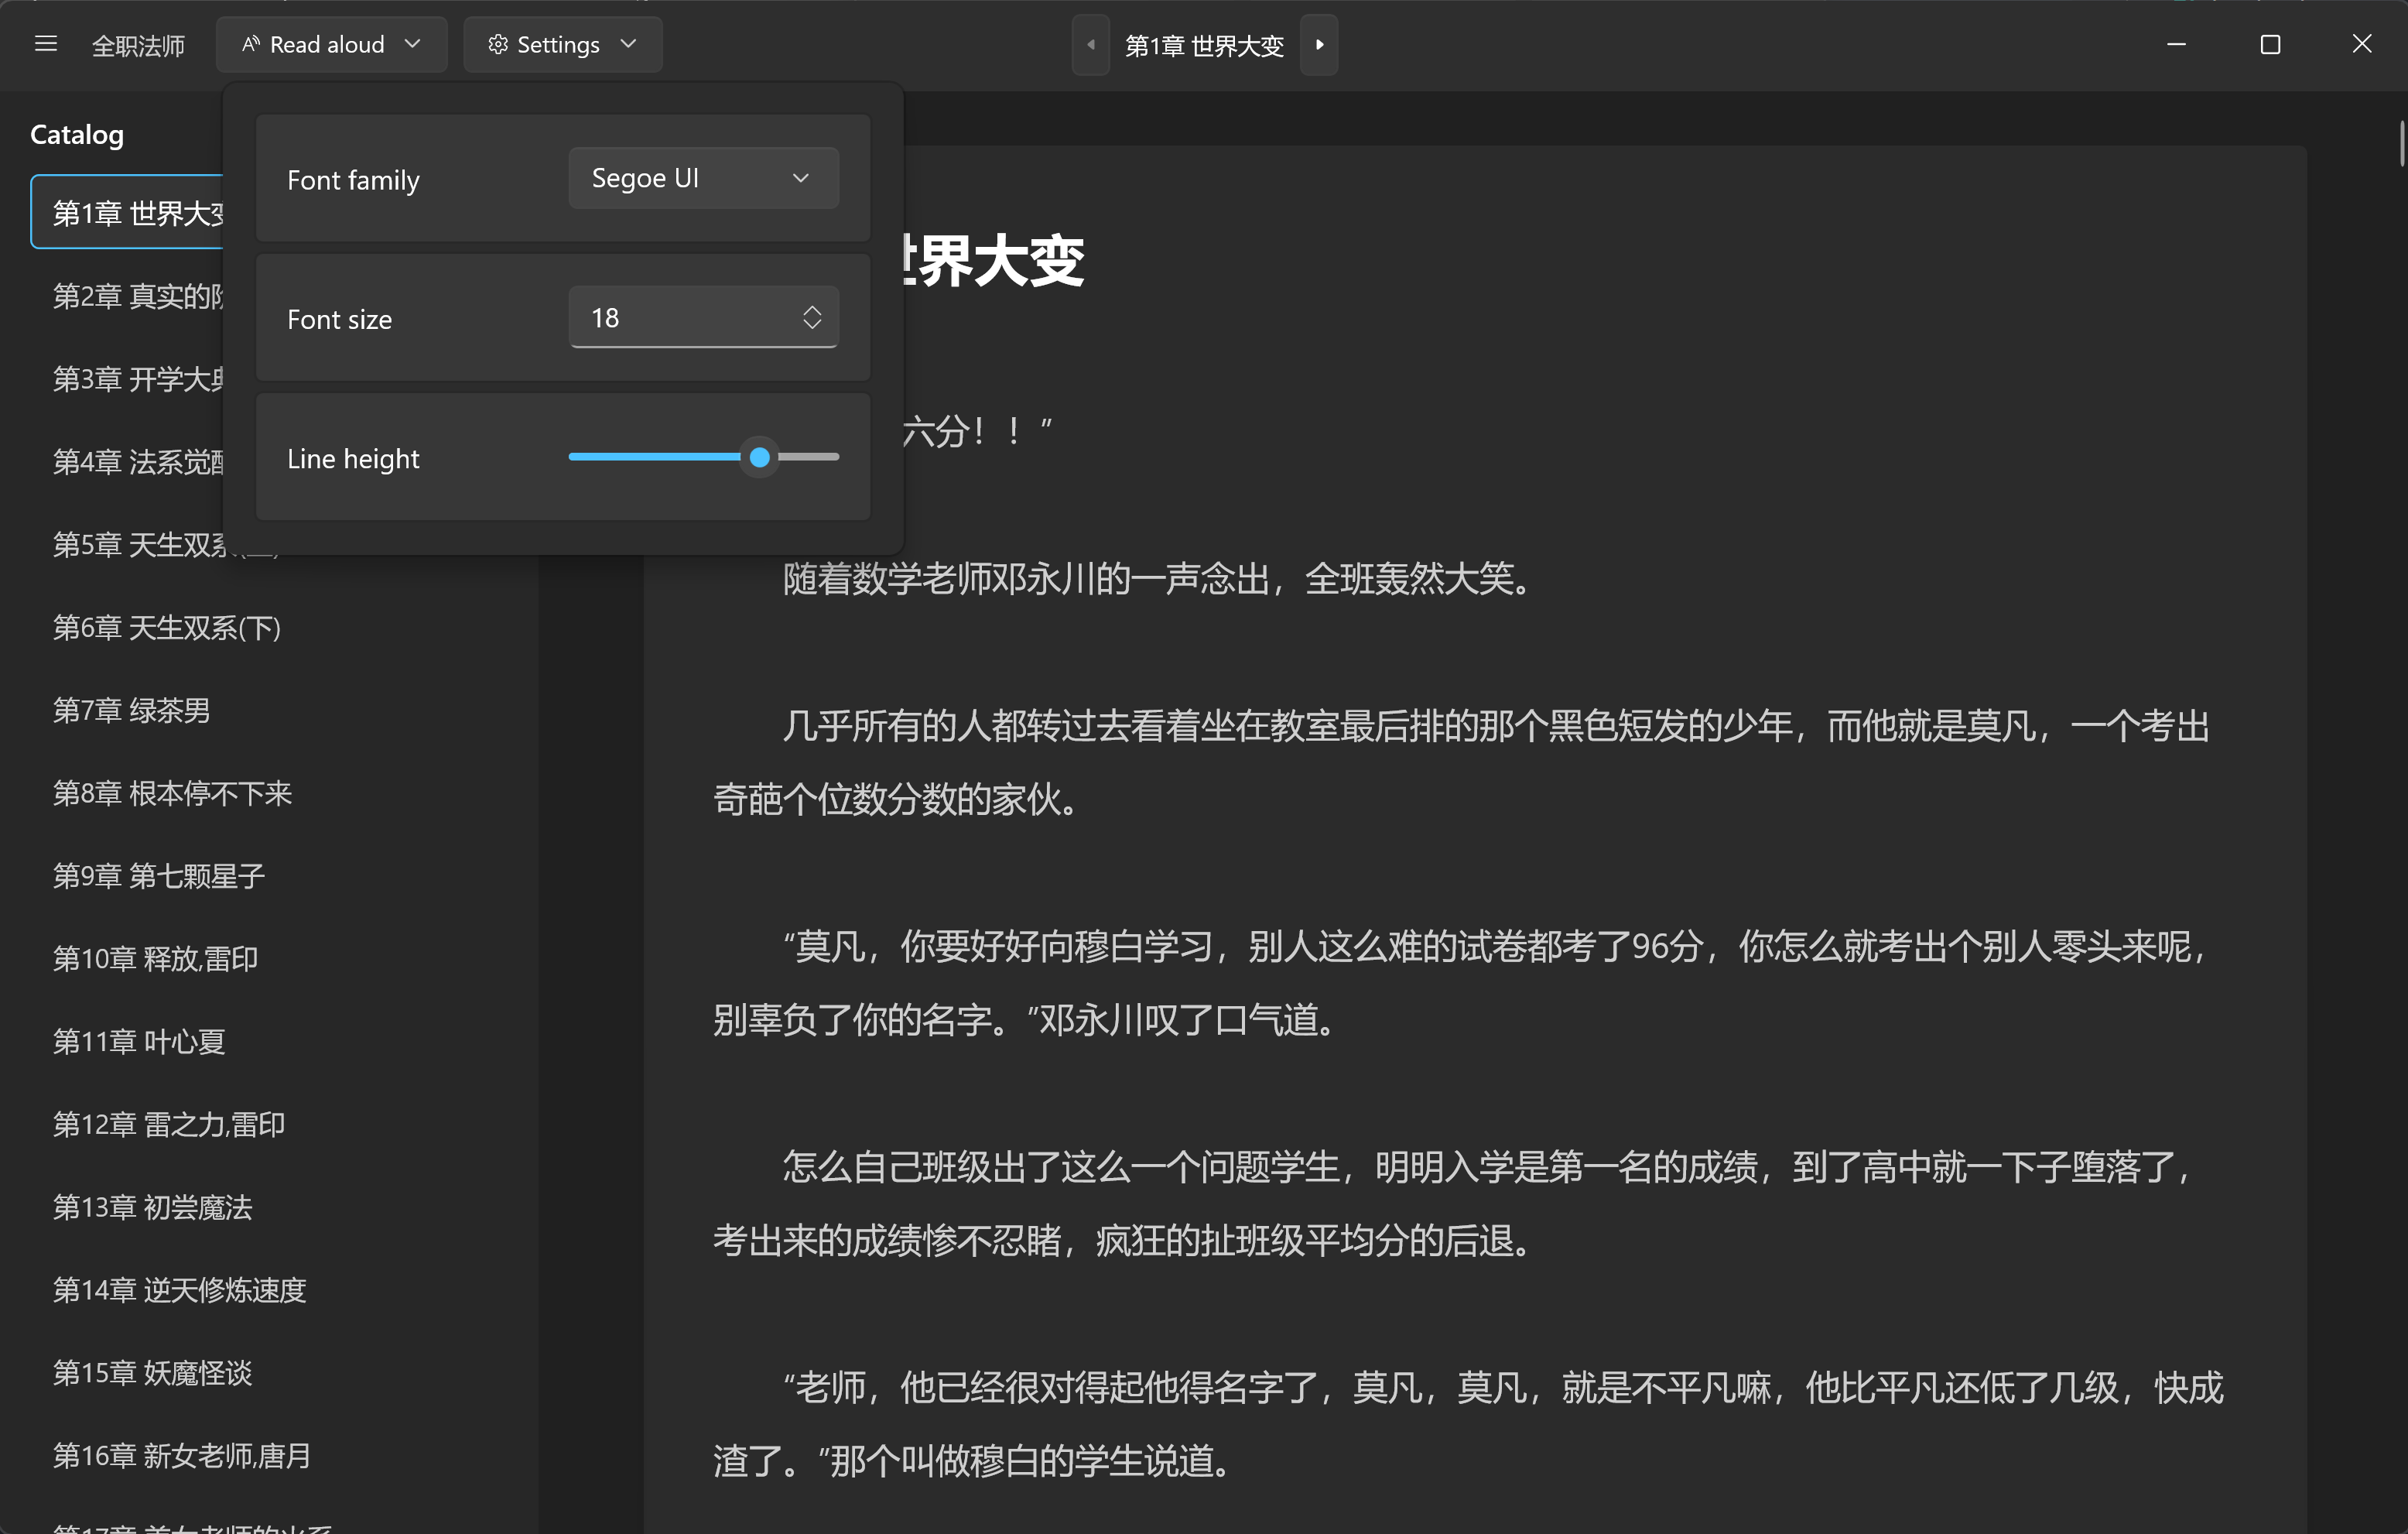 全职法师
Read aloud
Settings
第1章 世界大变
Catalog
第1章 世界大
第2章 真实的
第3章 开学大
第4章 法系觉
第5章 天生双系
第6章 天生双系(下)
第7章 绿茶男
第8章 根本停不下来
第9章 第七颗星子
第10章 释放,雷印
第11章 叶心夏
第12章 雷之力,雷印
第13章 初尝魔法
第14章 逆天修炼速度
第15章 妖魔怪谈
第16章 新女老师,唐月
Font family
Segoe UI
Font size
18
Line height
世界大变
六分！！”
随着数学老师邓永川的一声念出，全班轰然大笑。
几乎所有的人都转过去看着坐在教室最后排的那个黑色短发的少年，而他就是莫凡，一个考出
奇葩个位数分数的家伙。
“莫凡，你要好好向穆白学习，别人这么难的试卷都考了96分，你怎么就考出个别人零头来呢，
别辜负了你的名字。”邓永川叹了口气道。
怎么自己班级出了这么一个问题学生，明明入学是第一名的成绩，到了高中就一下子堕落了，
考出来的成绩惨不忍睹，疯狂的扯班级平均分的后退。
“老师，他已经很对得起他得名字了，莫凡，莫凡，就是不平凡嘛，他比平凡还低了几级，快成
渣了。”那个叫做穆白的学生说道。